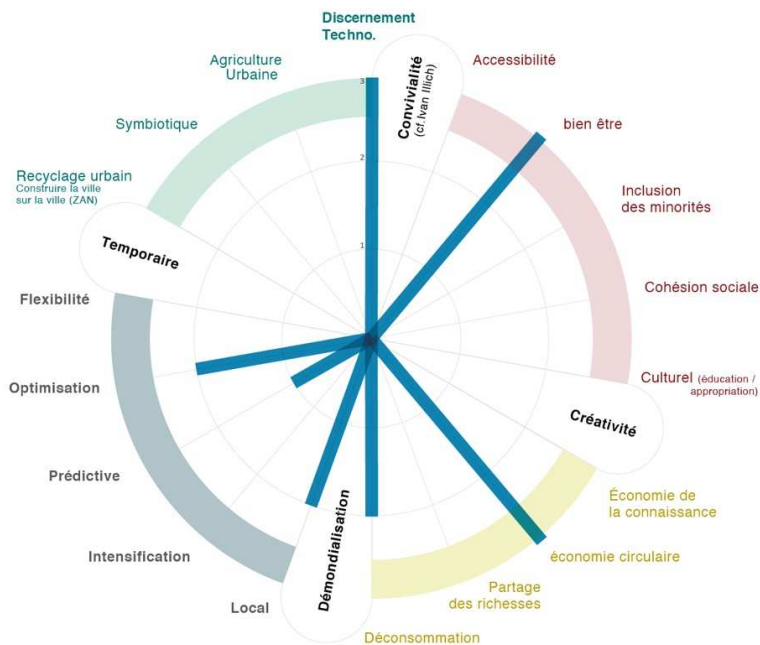 Discernement
Techno.
Convivialité
(cf.Ivan Illich)
Accessibilité
bien être
Inclusion
des minorités
Cohésion sociale
Culturel (éducation /
appropriation)
Créativité
Économie de
la connaissance
économie circulaire
Partage
des richesses
Déconsommation
Démondialisation
Local
Intensification
Prédictive
Optimisation
Flexibilité
Temporaire
Recyclage urbain
Construire la ville
sur la ville (ZAN)
Symbiotique
Agriculture
Urbaine
3
2
1